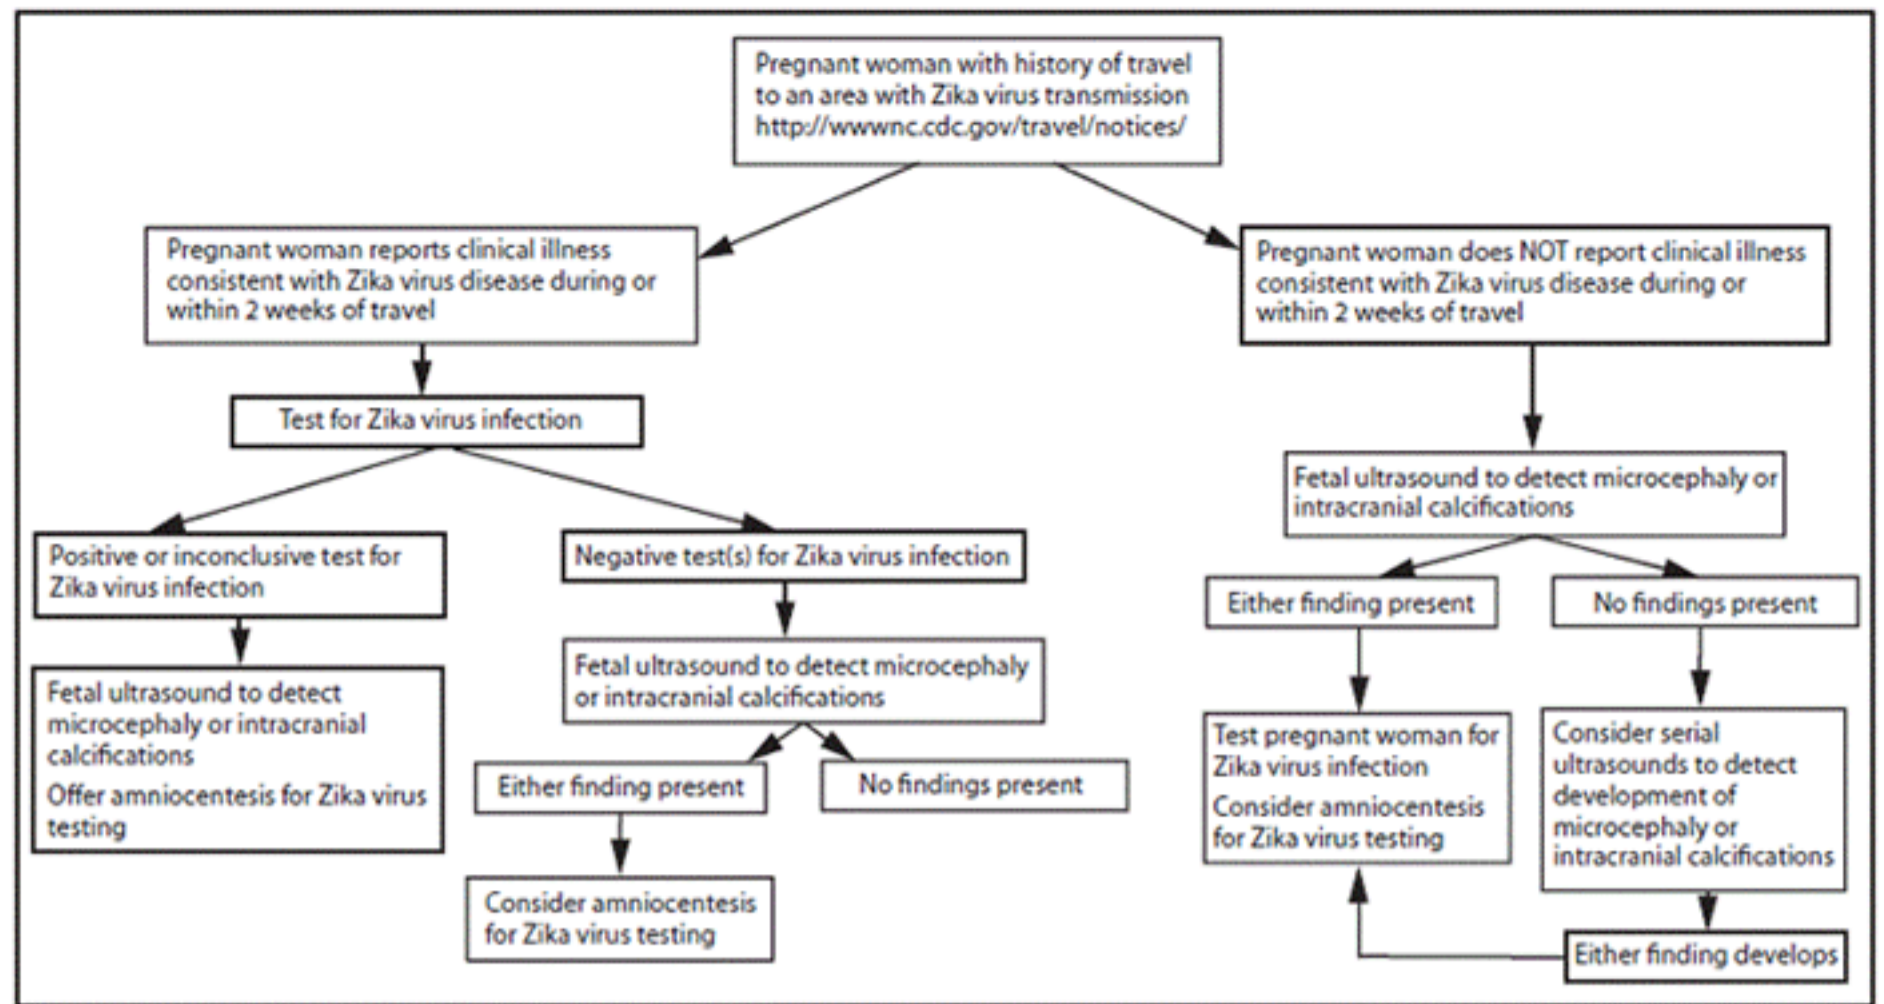 Pregnant woman with history of travel
to an area with Zika virus transmission
http://wwwnc.cdc.gov/travel/notices/
Pregnant woman reports clinical illness
consistent with Zika virus disease during or
within 2 weeks of travel
Test for Zika virus infection
Positive or inconclusive test for
Zika virus infection
Fetal ultrasound to detect
microcephaly or intracranial
calcifications
Offer amniocentesis for Zika virus
testing
Negative test(s) for Zika virus infection
Fetal ultrasound to detect microcephaly
or intracranial calcifications
Either finding present
Consider amniocentesis
for Zika virus testing
No findings present
Pregnant woman does NOT report clinical illness
consistent with Zika virus disease during or
within 2 weeks of travel
Fetal ultrasound to detect microcephaly or
intracranial calcifications
Either finding present
Test pregnant woman for
Zika virus infection
Consider amniocentesis
for Zika virus testing
No findings present
Consider serial
ultrasounds to detect
development of
microcephaly or
intracranial calcifications
Either finding develops